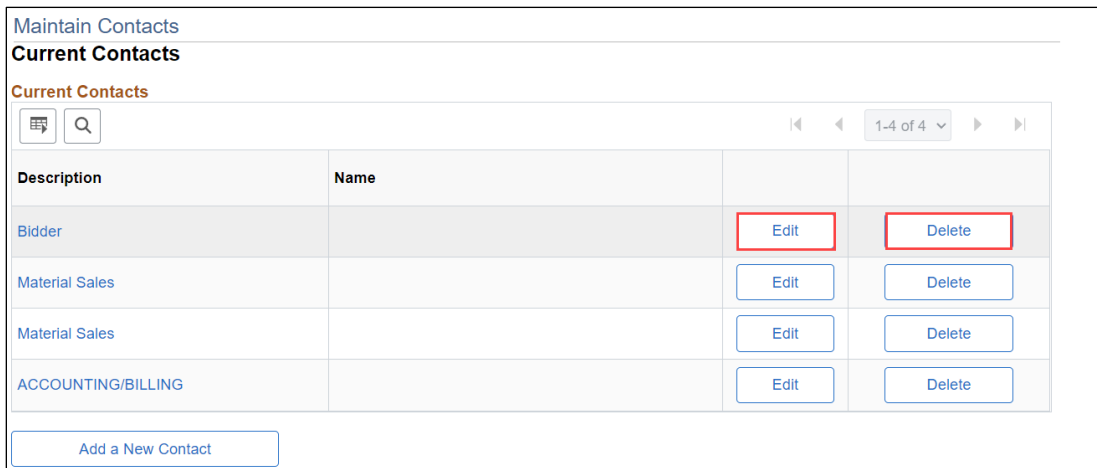 Maintain Contacts
Current Contacts
Current Contacts
1-4 of 4
Description Name
Bidder Edit Delete
Material Sales Edit Delete
Material Sales Edit Delete
ACCOUNTING/BILLING Edit Delete
Add a New Contact